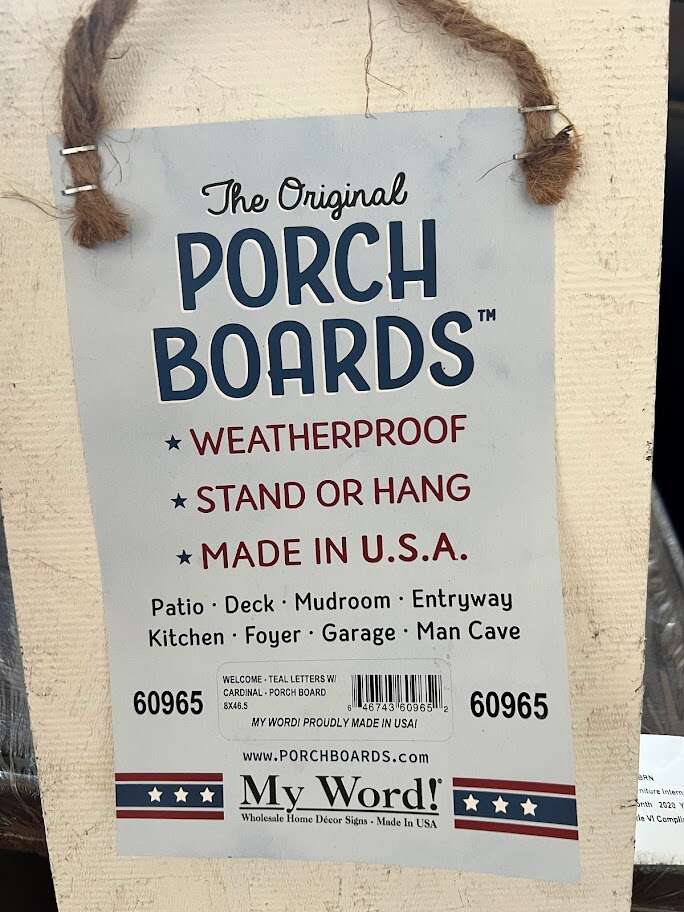 The Original
PORCH
BOARDS™
★ WEATHERPROOF
★ STAND OR HANG
★ MADE IN U.S.A.
Patio · Deck · Mudroom · Entryway
Kitchen · Foyer · Garage · Man Cave
60965
WELCOME - TEAL LETTERS W/
CARDINAL - PORCH BOARD
8X46.5
6 46743 60965 2
MY WORD! PROUDLY MADE IN USA!
60965
www.PORCHBOARDS.com
My Word!®
Wholesale Home Décor Signs - Made In USA
2020
VI